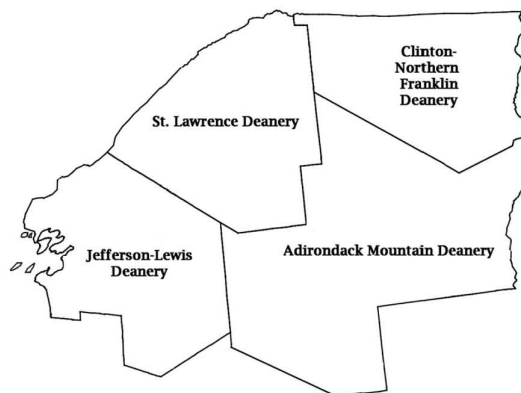 Clinton-
Northern
Franklin
Deanery
St. Lawrence Deanery
Jefferson-Lewis
Deanery
Adirondack Mountain Deanery